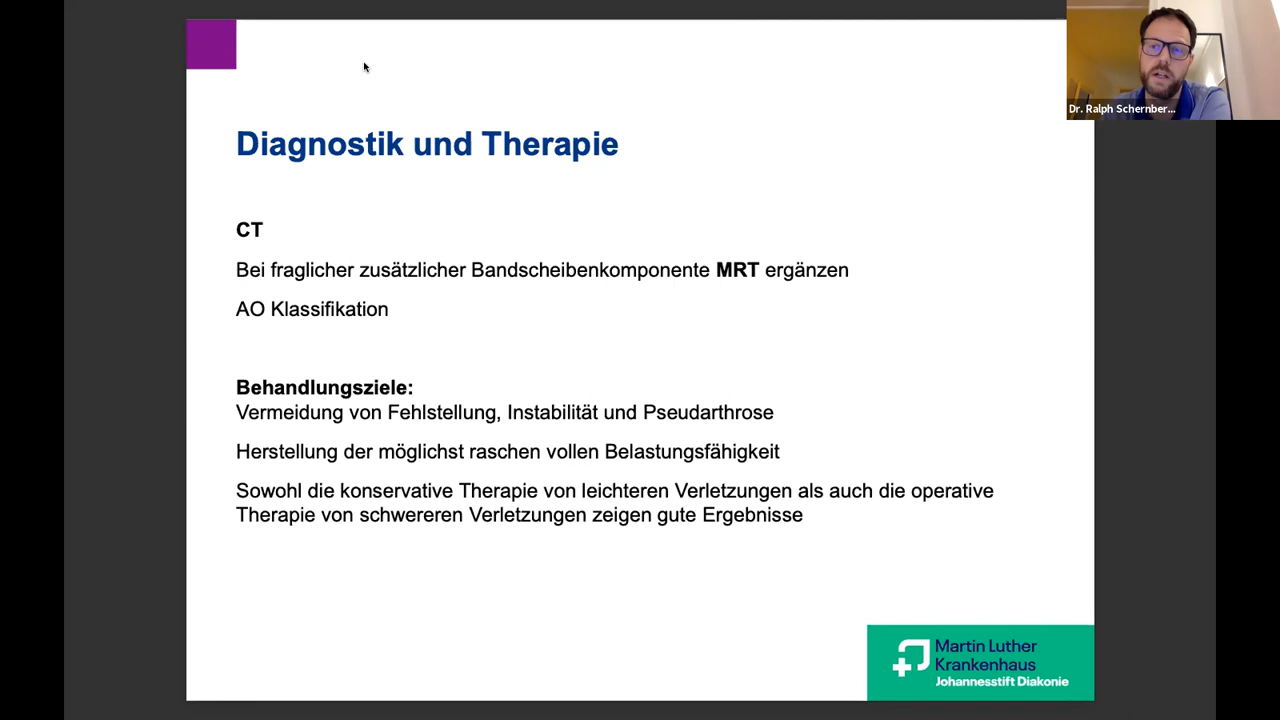 Dr. Ralph Schernber...
Diagnostik und Therapie
CT
Bei fraglicher zusätzlicher Bandscheibenkomponente MRT ergänzen
AO Klassifikation
Behandlungsziele:
Vermeidung von Fehlstellung, Instabilität und Pseudarthrose
Herstellung der möglichst raschen vollen Belastungsfähigkeit
Sowohl die konservative Therapie von leichteren Verletzungen als auch die operative
Therapie von schwereren Verletzungen zeigen gute Ergebnisse
Martin Luther
Krankenhaus
Johannesstift Diakonie